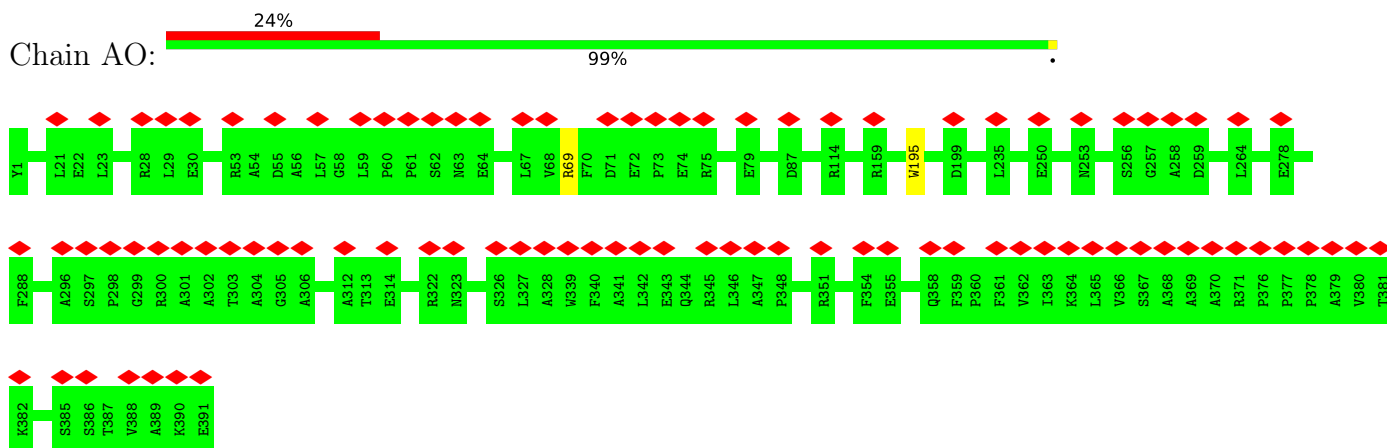 24%
Chain AO:
99%
•
Y1 L21 E22 L23 R28 L29 E30 R53 A54 D55 A56 L57 G58 L59 P60 P61 S62 N63 E64 L67 V68 R69 F70 D71 E72 P73 E74 R75 E79 D87 R114 R159 W195 D199 L235 E250 N253 S256 G257 A258 D259 L264 E278
F288 A296 S297 P298 G299 R300 A301 A302 T303 A304 G305 A306 A312 T313 E314 R322 N323 S326 L327 A328 W339 F340 A341 L342 E343 Q344 R345 L346 A347 P348 R351 F354 E355 Q358 F359 P360 F361 V362 I363 K364 L365 V366 S367 A368 A369 A370 R371 P376 P377 P378 A379 V380 T381
K382 S385 S386 T387 V388 A389 K390 E391